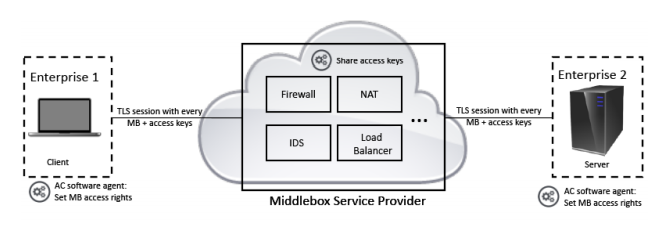 Share access keys
Enterprise 1
Enterprise 2
Firewall
NAT
TLS session with every
MB + access keys
...
TLS session with every
MB + access keys
IDS
Load
Balancer
Client
Server
AC software agent:
Set MB access rights
Middlebox Service Provider
AC software agent:
Set MB access rights